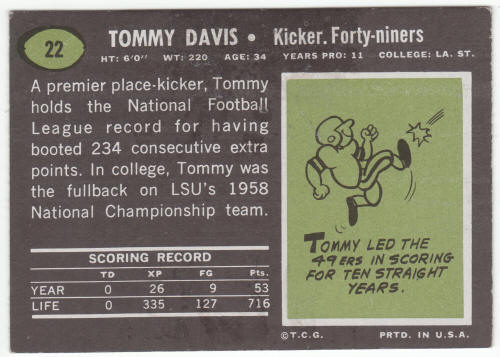 22
TOMMY DAVIS • Kicker. Forty-niners
HT: 6'0" WT: 220 AGE: 34 YEARS PRO: 11 COLLEGE: LA. ST.
A premier place-kicker, Tommy
holds the National Football
League record for having
booted 234 consecutive extra
points. In college, Tommy was
the fullback on LSU's 1958
National Championship team.
SCORING RECORD
TD XP FG Pts.
YEAR 0 26 9 53
LIFE 0 335 127 716
TOMMY LED THE
49ERS IN SCORING
FOR TEN STRAIGHT
YEARS.
©T.C.G. PRTD. IN U.S.A.